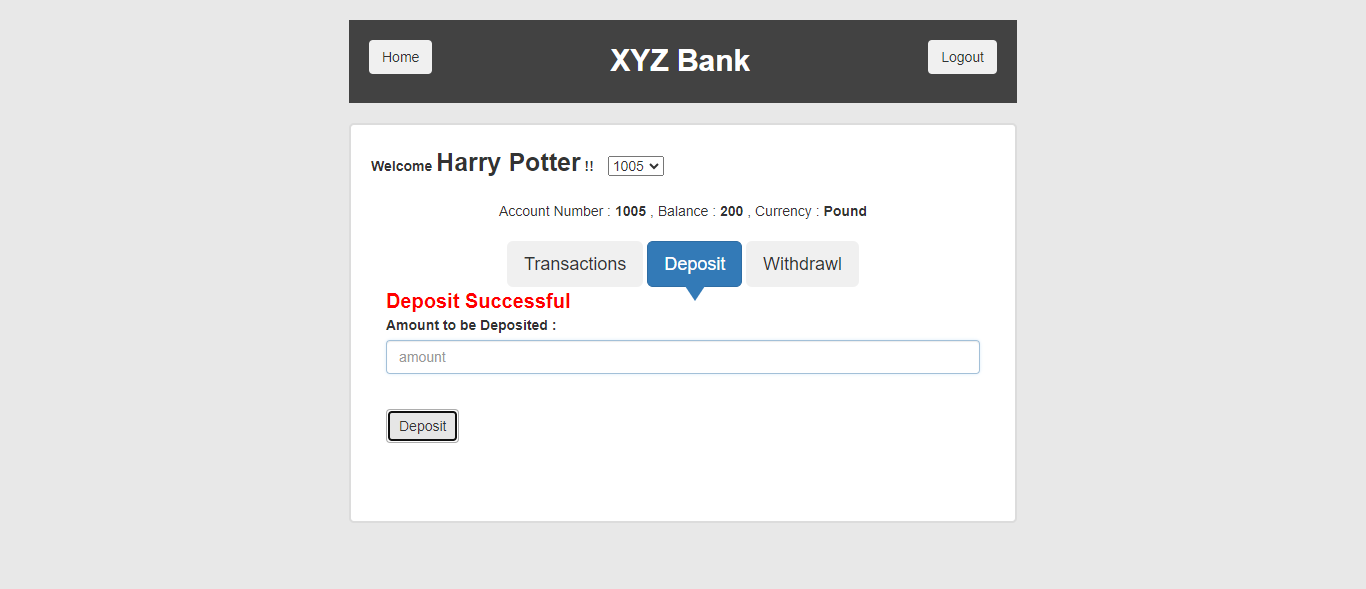 Home
XYZ Bank
Logout
Welcome Harry Potter !! 1005
Account Number : 1005 , Balance : 200 , Currency : Pound
Transactions
Deposit
Withdrawl
Deposit Successful
Amount to be Deposited :
amount
Deposit